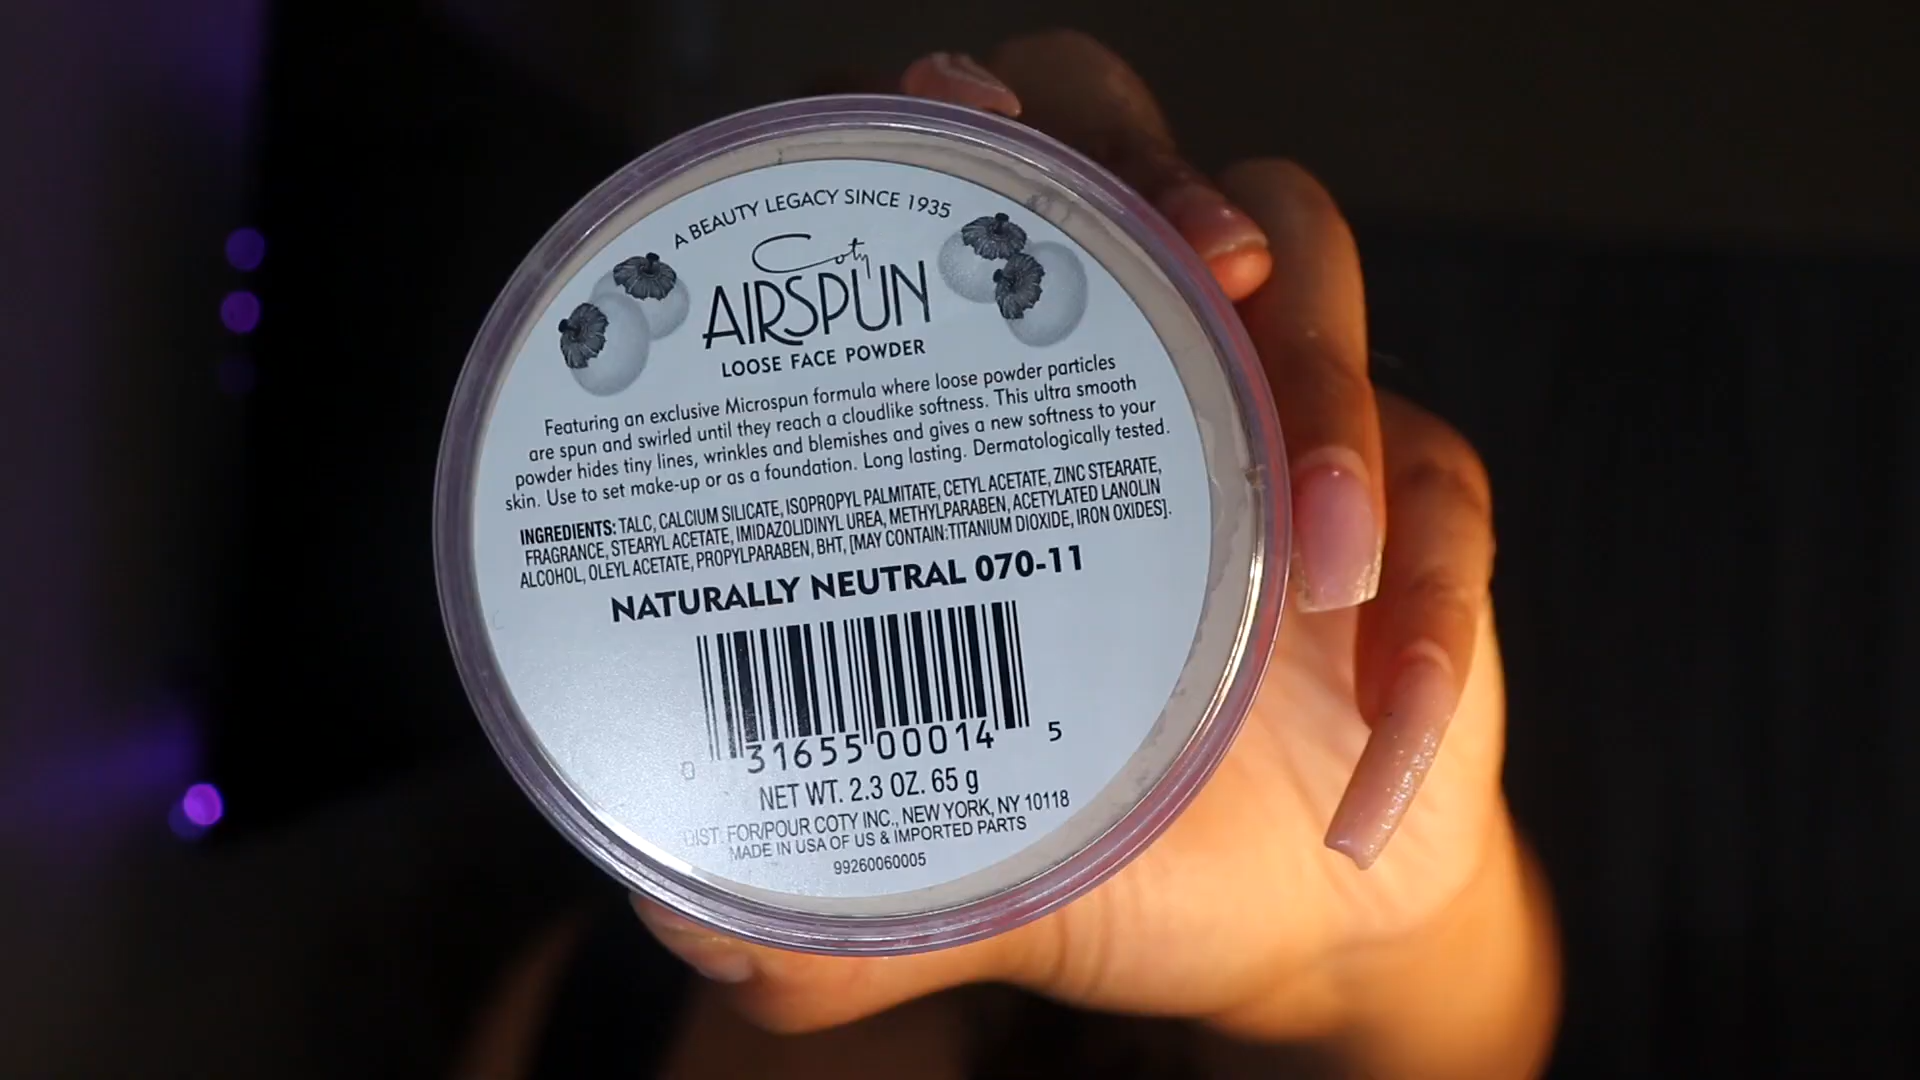 A BEAUTY LEGACY SINCE 1935
Coty
AIRSPUN
LOOSE FACE POWDER
Featuring an exclusive Microspun formula where loose powder particles
are spun and swirled until they reach a cloudlike softness. This ultra smooth
powder hides tiny lines, wrinkles and blemishes and gives a new softness to your
skin. Use to set make-up or as a foundation. Long lasting. Dermatologically tested.
INGREDIENTS: TALC, CALCIUM SILICATE, ISOPROPYL PALMITATE, CETYL ACETATE, ZINC STEARATE,
FRAGRANCE, STEARYL ACETATE, IMIDAZOLIDINYL UREA, METHYLPARABEN, ACETYLATED LANOLIN
ALCOHOL, OLEYL ACETATE, PROPYLPARABEN, BHT, [MAY CONTAIN:TITANIUM DIOXIDE, IRON OXIDES].
NATURALLY NEUTRAL 070-11
0 31655 00014 5
NET WT. 2.3 OZ. 65 g
DIST. FOR/POUR COTY INC., NEW YORK, NY 10118
MADE IN USA OF US & IMPORTED PARTS
99260060005